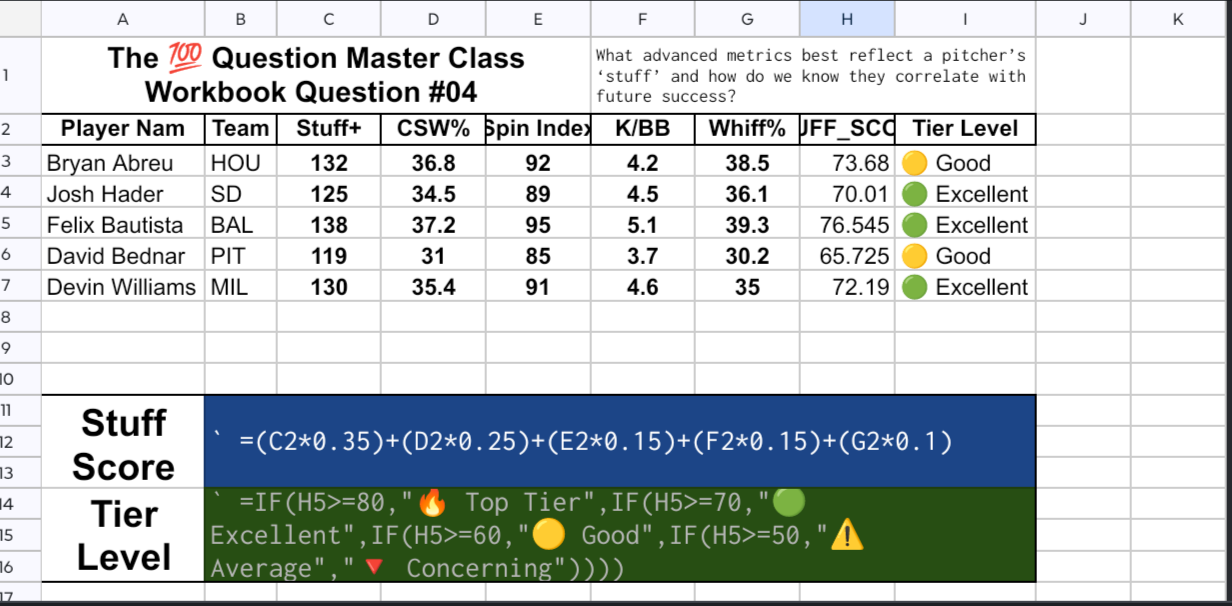 A B C D E F G H I J K
1 The 💯 Question Master Class
Workbook Question #04
What advanced metrics best reflect a pitcher's
'stuff' and how do we know they correlate with
future success?
2 Player Nam Team Stuff+ CSW% Spin Index K/BB Whiff% UFF_SCO Tier Level
3 Bryan Abreu HOU 132 36.8 92 4.2 38.5 73.68 🟡 Good
4 Josh Hader SD 125 34.5 89 4.5 36.1 70.01 🟢 Excellent
5 Felix Bautista BAL 138 37.2 95 5.1 39.3 76.545 🟢 Excellent
6 David Bednar PIT 119 31 85 3.7 30.2 65.725 🟡 Good
7 Devin Williams MIL 130 35.4 91 4.6 35 72.19 🟢 Excellent
8
9
10
11
12
13
Stuff
Score
` =(C2*0.35)+(D2*0.25)+(E2*0.15)+(F2*0.15)+(G2*0.1)
14
15
16
Tier
Level
` =IF(H5>=80,"🔥 Top Tier",IF(H5>=70,"🟢
Excellent",IF(H5>=60,"🟡 Good",IF(H5>=50,"⚠️
Average","🔻 Concerning"))))
17